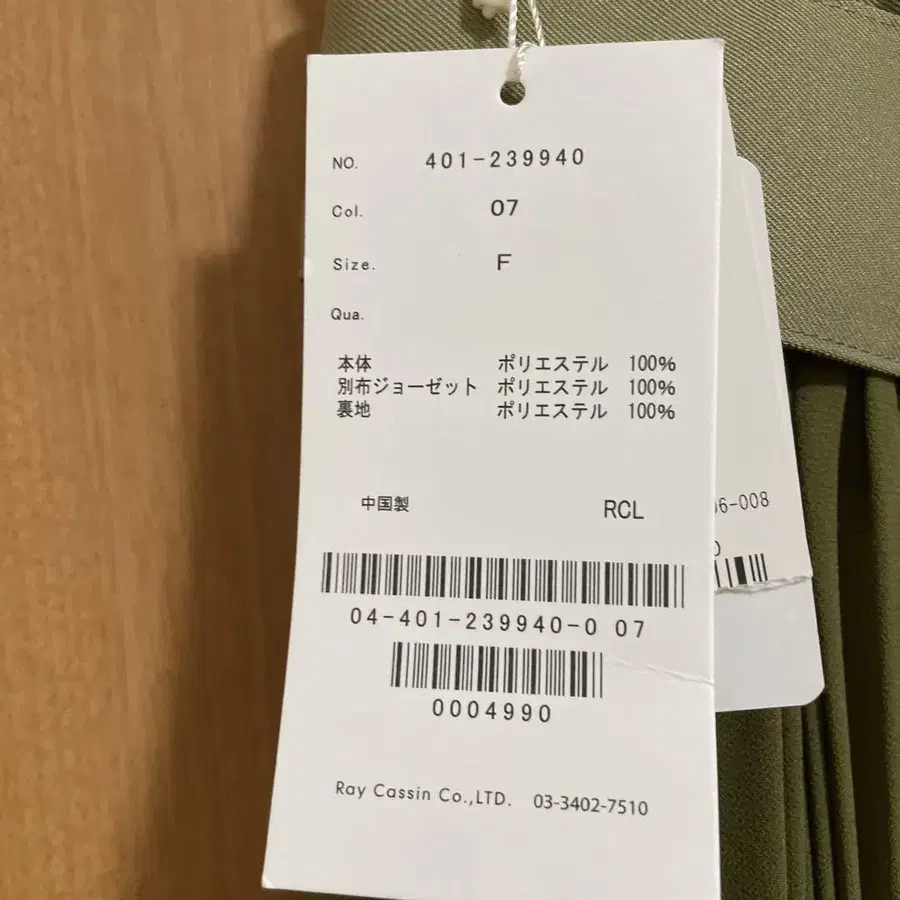 NO. 401-239940
Col. 07
Size. F
Qua.
本体 ポリエステル 100%
別布ジョーゼット ポリエステル 100%
裏地 ポリエステル 100%
中国製 RCL
04-401-239940-0 07
0004990
Ray Cassin Co.,LTD. 03-3402-7510
6-008